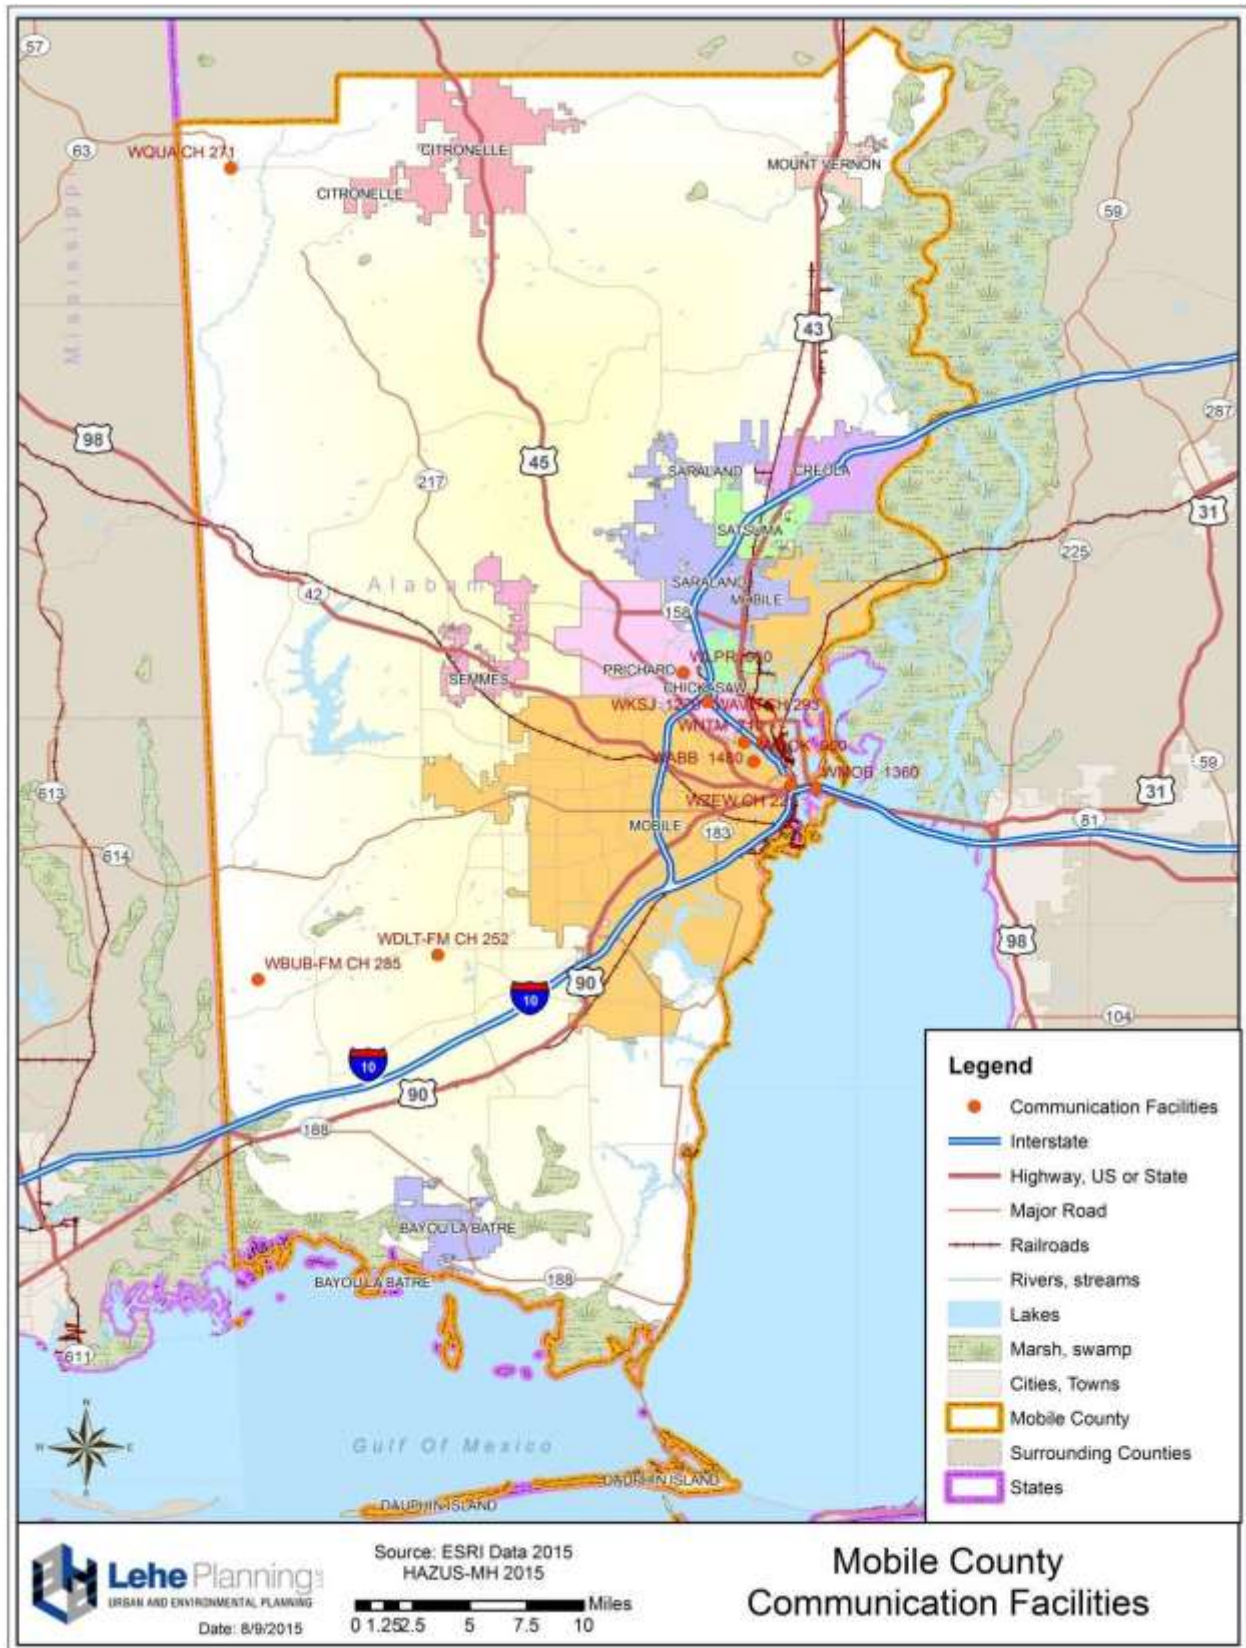 57
63
WQUA CH 271
CITRONELLE
CITRONELLE
MOUNT VERNON
59
Mississippi
43
287
98
45
217
SARALAND
CREOLA
31
SATSUMA
225
Alabama
42
SARALAND
MOBILE
158
PRICHARD
SEMMES
CHICKASAW
WKSJ
WNTM
WABB 1480
WMOB 1360
WZEW CH
MOBILE
183
59
31
613
614
WDLT-FM CH 252
WBUB-FM CH 285
98
90
10
10
90
104
188
BAYOU LA BATRE
BAYOU LA BATRE
188
611
Gulf Of Mexico
DAUPHIN ISLAND
DAUPHIN ISLAND
N
W E
S
Legend
Communication Facilities
Interstate
Highway, US or State
Major Road
Railroads
Rivers, streams
Lakes
Marsh, swamp
Cities, Towns
Mobile County
Surrounding Counties
States
Lehe Planning LLC
URBAN AND ENVIRONMENTAL PLANNING
Date: 8/9/2015
Source: ESRI Data 2015
HAZUS-MH 2015
Miles
0 1.252.5 5 7.5 10
Mobile County
Communication Facilities